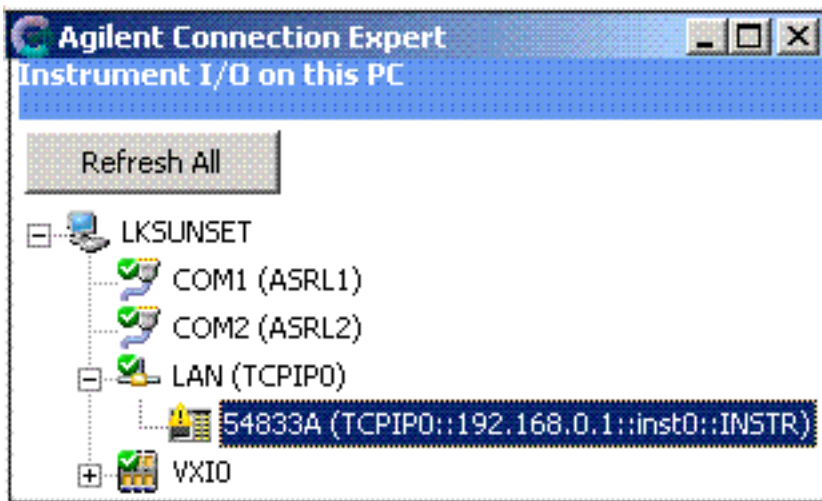 Agilent Connection Expert
Instrument I/O on this PC
Refresh All
LKSUNSET
COM1 (ASRL1)
COM2 (ASRL2)
LAN (TCPIP0)
54833A (TCPIP0::192.168.0.1::inst0::INSTR)
VXI0